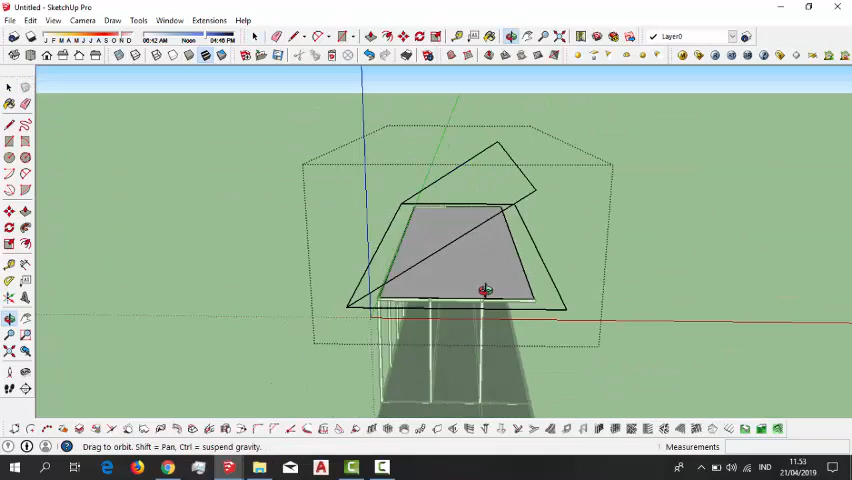 Untitled - SketchUp Pro
File Edit View Camera Draw Tools Window Extensions Help
J F M A M J J A S O N D 06:42 AM Noon 04:46 PM
Layer0
Drag to orbit. Shift = Pan, Ctrl = suspend gravity.
Measurements
IND
11.53
21/04/2019